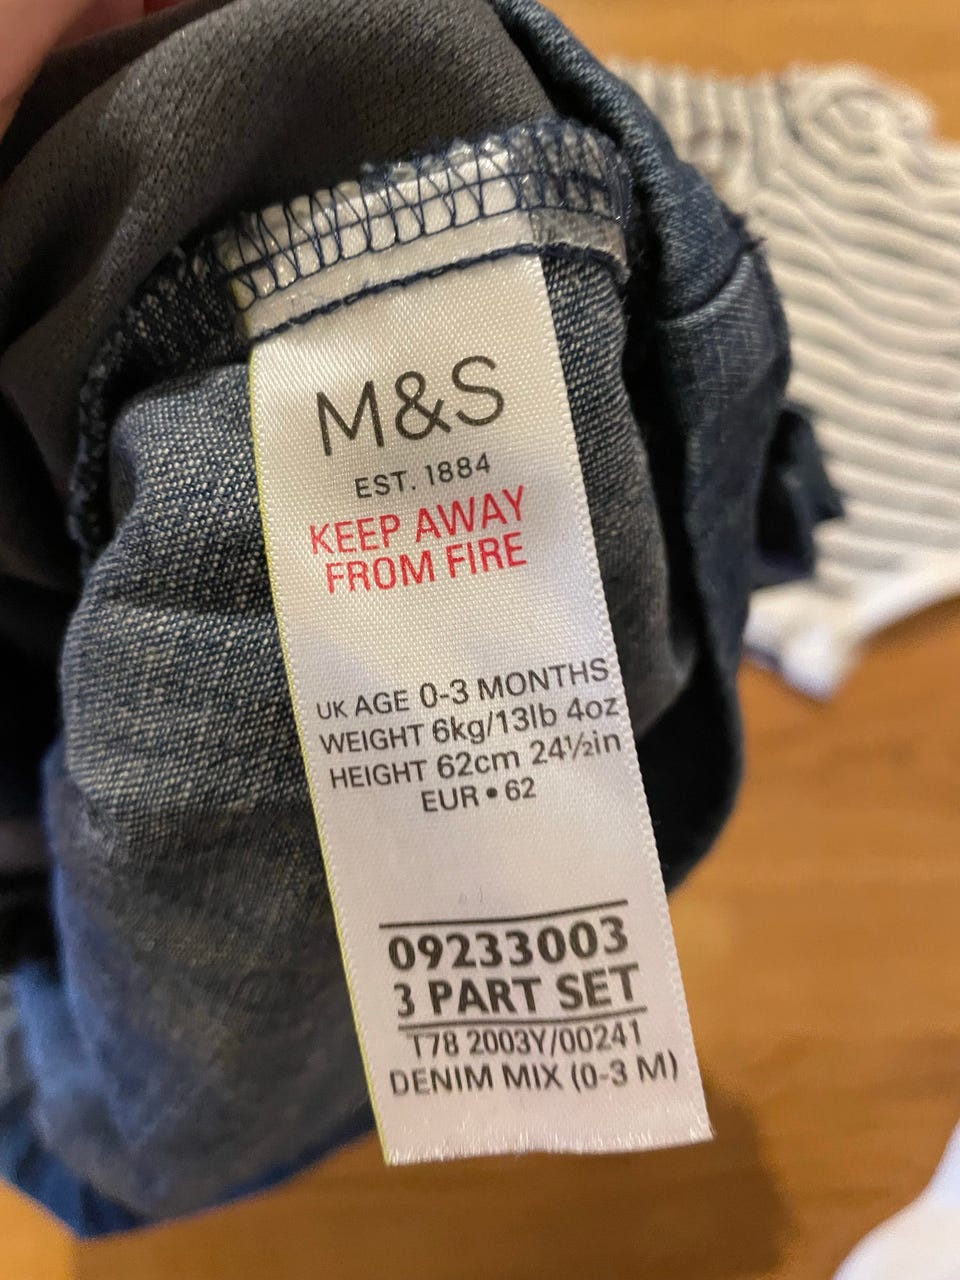 M&S
EST. 1884
KEEP AWAY
FROM FIRE
UK AGE 0-3 MONTHS
WEIGHT 6kg/13lb 4oz
HEIGHT 62cm 24½in
EUR • 62
09233003
3 PART SET
T78 2003Y/00241
DENIM MIX (0-3 M)